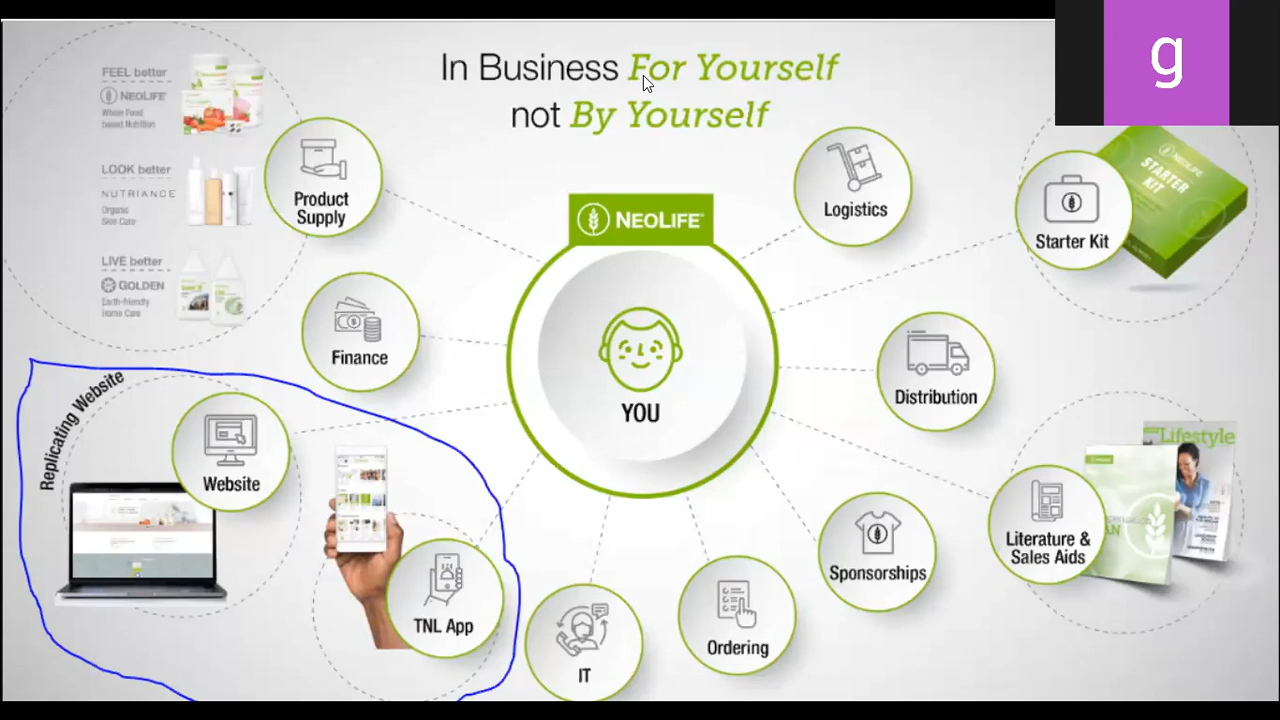 In Business For Yourself
not By Yourself
g
FEEL better
NEOLIFE
Whole Food
based Nutrition
LOOK better
NUTRIANCE
Organic
Skin Care
LIVE better
GOLDEN
Earth-friendly
Home Care
Product
Supply
Finance
Replicating Website
Website
TNL App
IT
Ordering
Sponsorships
NEOLIFE
YOU
Logistics
NEOLIFE
STARTER
KIT
Starter Kit
Distribution
Lifestyle
Literature &
Sales Aids